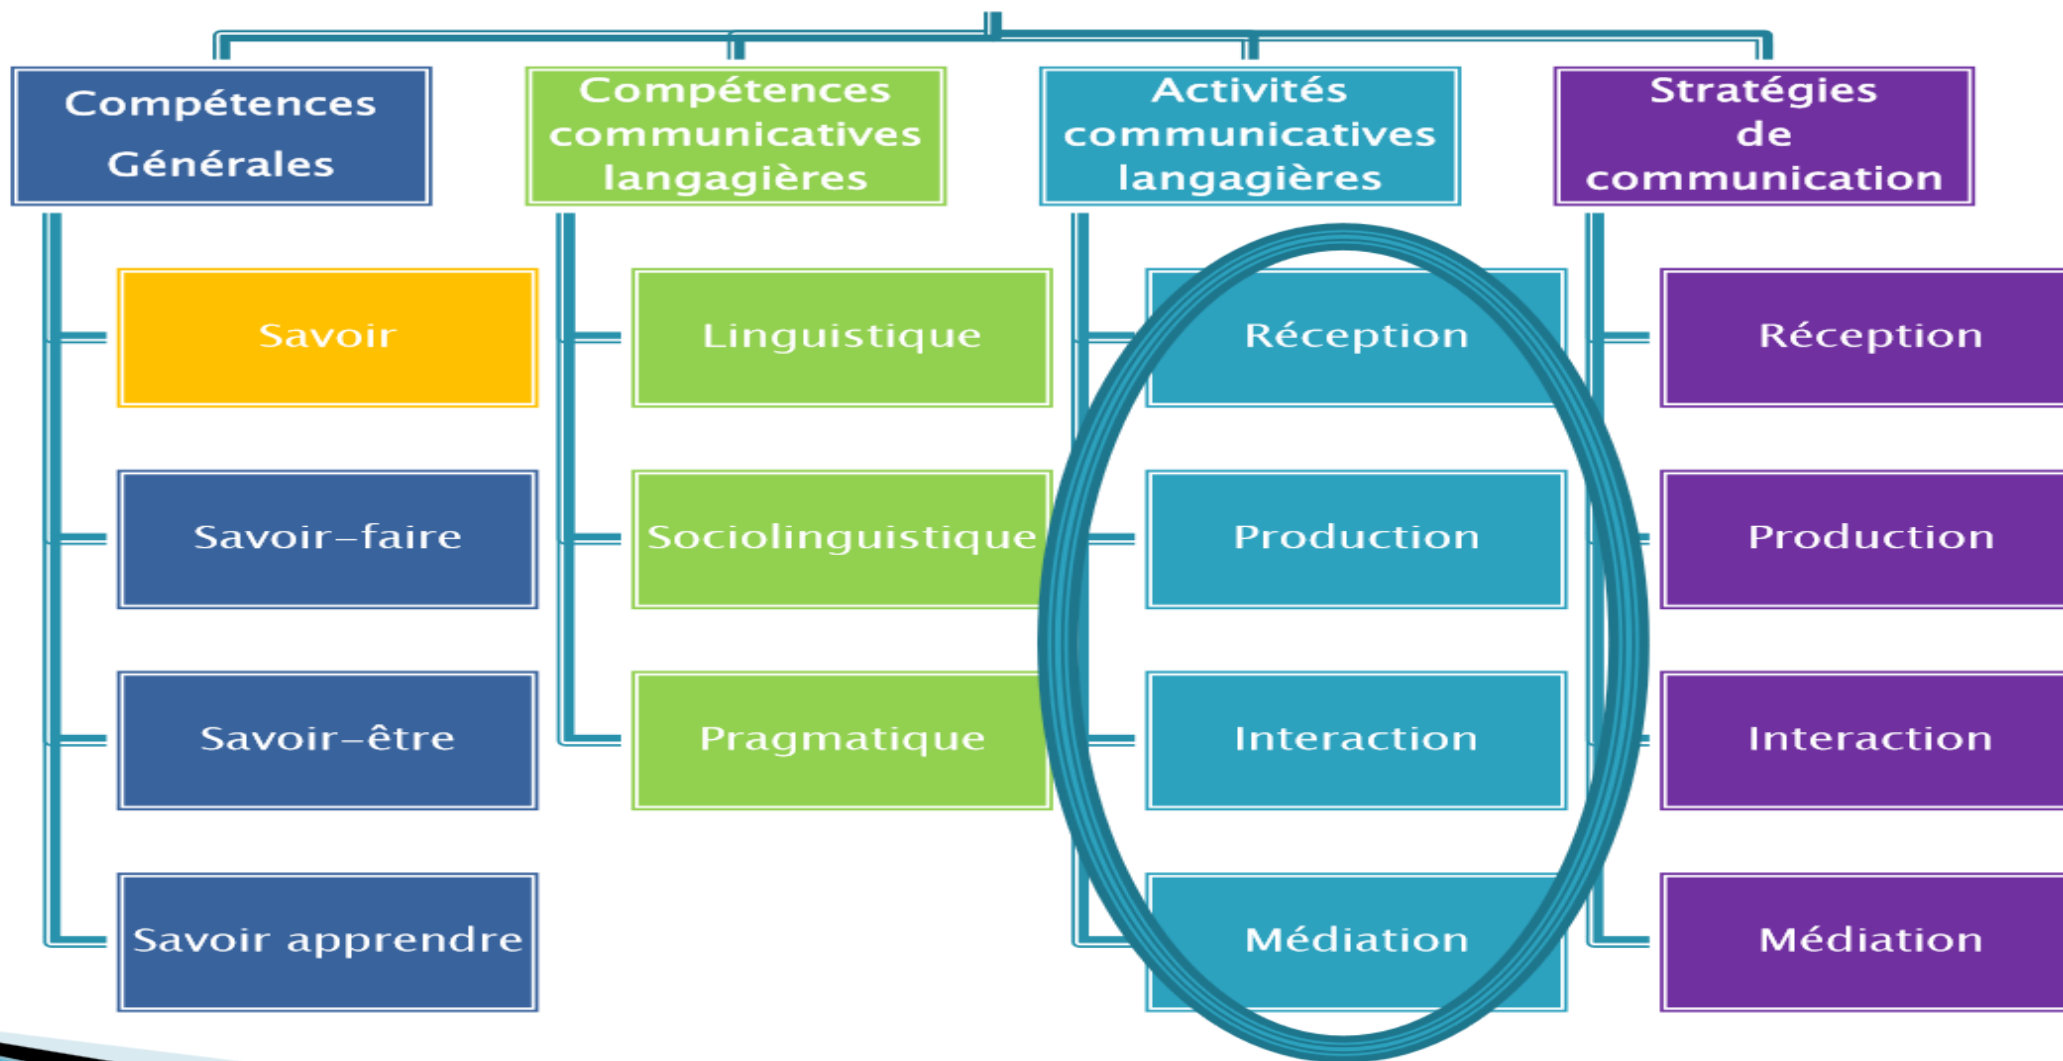 Compétences
Générales
Savoir
Savoir-faire
Savoir-être
Savoir apprendre
Compétences
communicatives
langagières
Linguistique
Sociolinguistique
Pragmatique
Activités
communicatives
langagières
Réception
Production
Interaction
Médiation
Stratégies
de
communication
Réception
Production
Interaction
Médiation